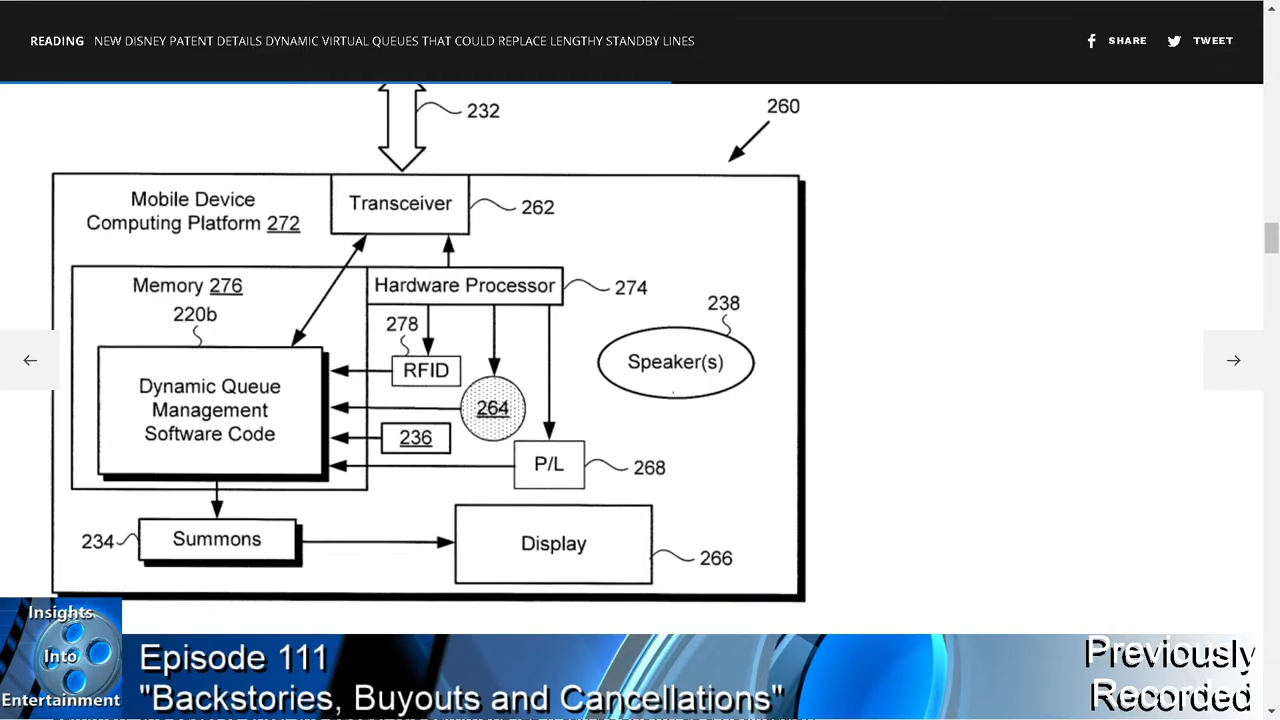 READING NEW DISNEY PATENT DETAILS DYNAMIC VIRTUAL QUEUES THAT COULD REPLACE LENGTHY STANDBY LINES
SHARE TWEET
232
260
Mobile Device
Computing Platform 272
Transceiver
262
Memory 276
Hardware Processor
274
220b
278
238
RFID
Speaker(s)
Dynamic Queue
Management
Software Code
264
236
P/L
268
234
Summons
Display
266
Insights
Into
Entertainment
Episode 111
"Backstories, Buyouts and Cancellations"
Previously
Recorded